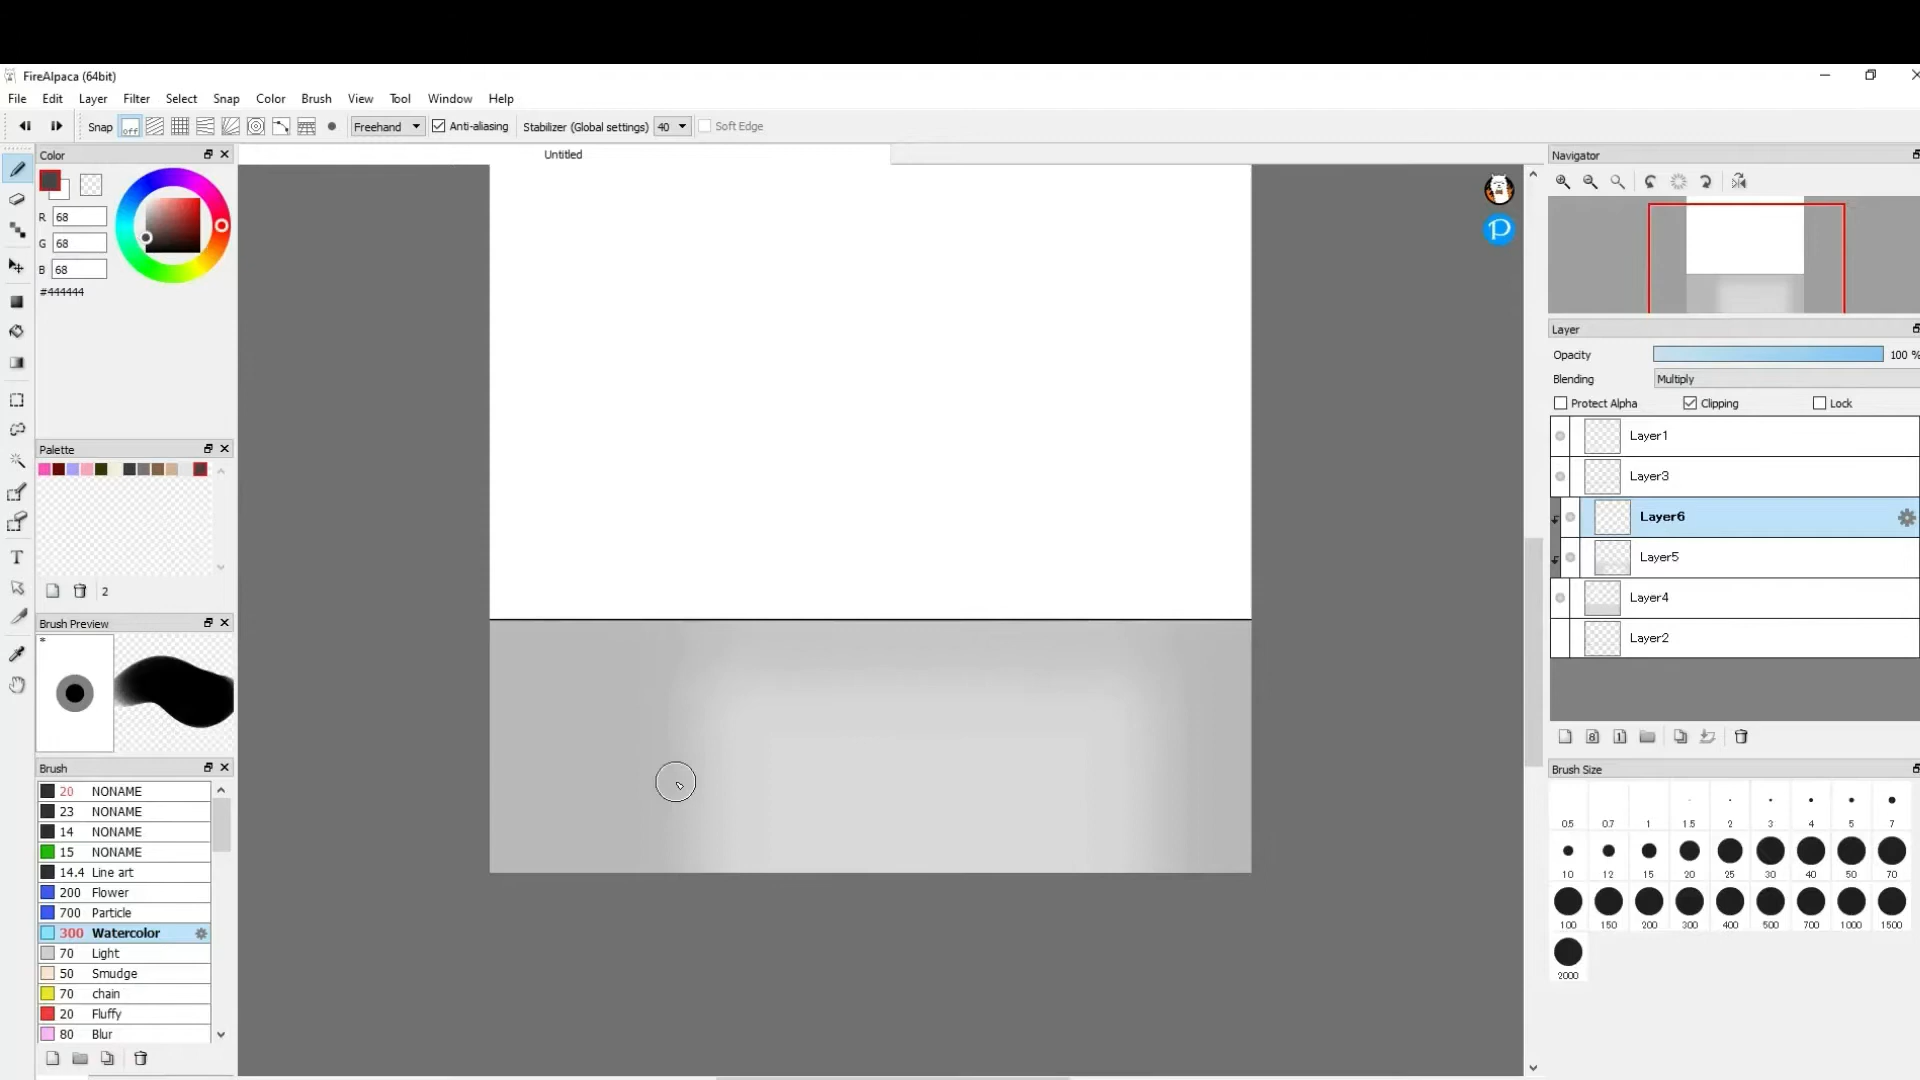 FireAlpaca (64bit)
File Edit Layer Filter Select Snap Color Brush View Tool Window Help
Snap off Freehand Anti-aliasing Stabilizer (Global settings) 40 Soft Edge
Color
Untitled
R 68
G 68
B 68
#444444
Palette
2
Brush Preview
*
Brush
20 NONAME
23 NONAME
14 NONAME
15 NONAME
14.4 Line art
200 Flower
700 Particle
300 Watercolor
70 Light
50 Smudge
70 chain
20 Fluffy
80 Blur
P
Navigator
Layer
Opacity 100 %
Blending Multiply
Protect Alpha Clipping Lock
Layer1
Layer3
Layer6
Layer5
Layer4
Layer2
8 1
Brush Size
0.5 0.7 1 1.5 2 3 4 5 7
10 12 15 20 25 30 40 50 70
100 150 200 300 400 500 700 1000 1500
2000
T